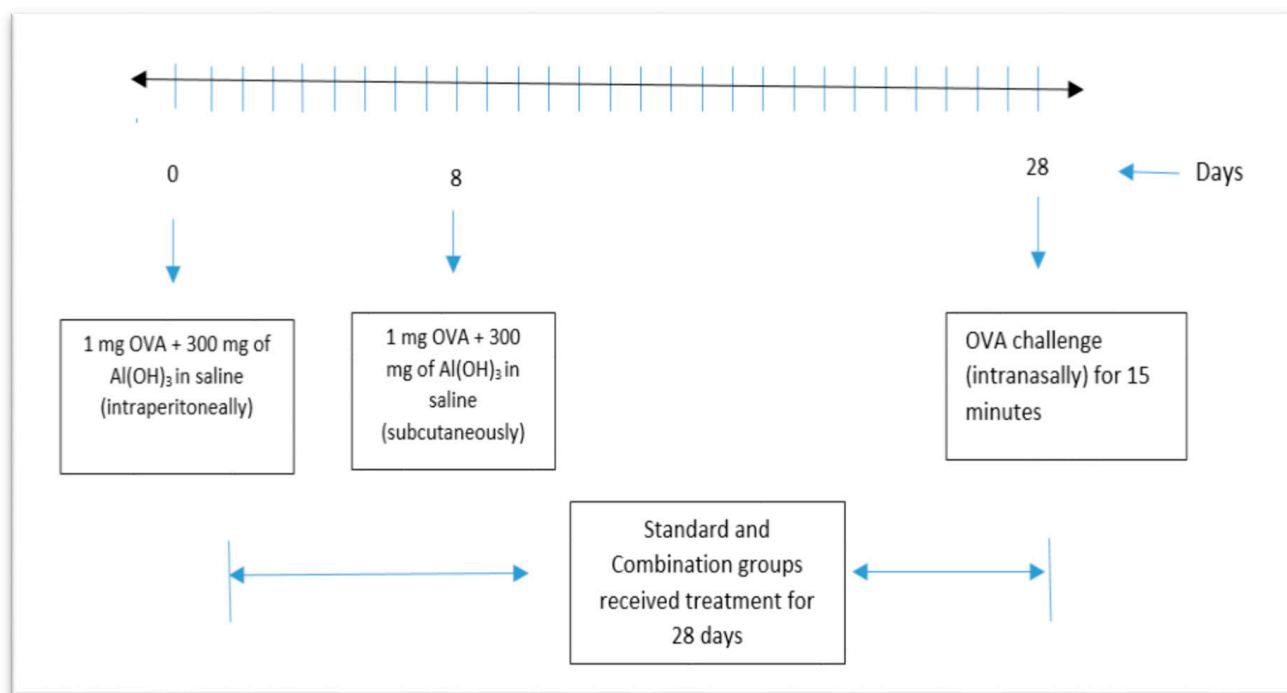 0
8
28
Days
1 mg OVA + 300 mg of
Al(OH)₃ in saline
(intraperitoneally)
1 mg OVA + 300
mg of Al(OH)₃ in
saline
(subcutaneously)
OVA challenge
(intranasally) for 15
minutes
Standard and
Combination groups
received treatment for
28 days